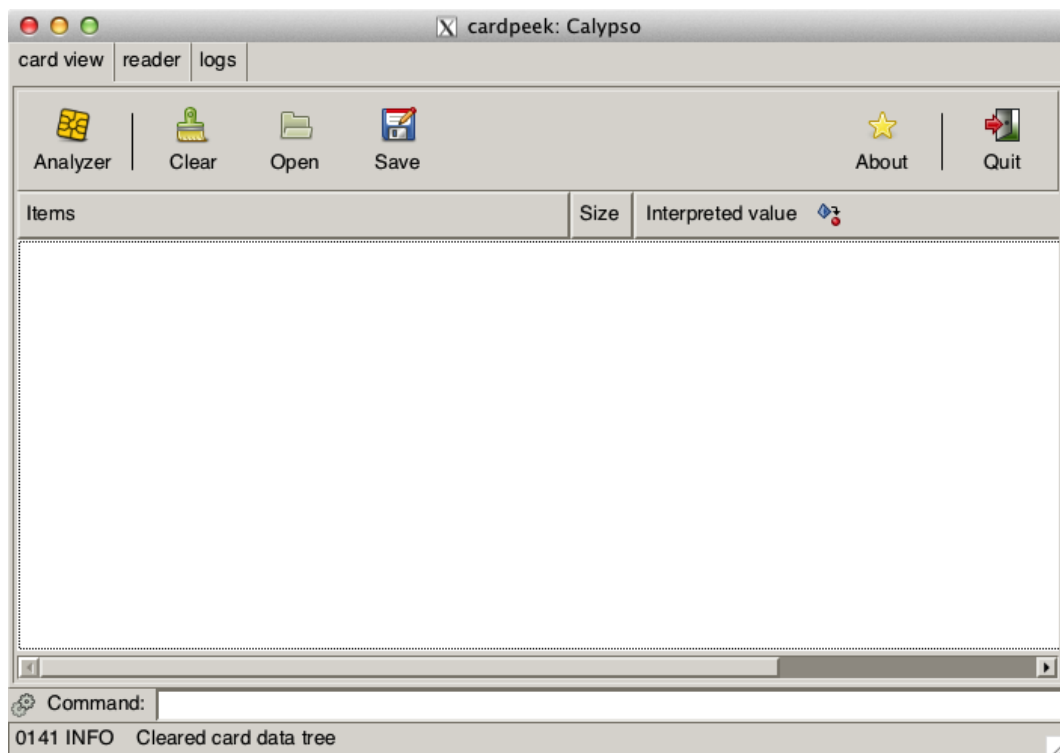 cardpeek: Calypso
card view reader logs
Analyzer Clear Open Save About Quit
Items Size Interpreted value
Command:
0141 INFO Cleared card data tree